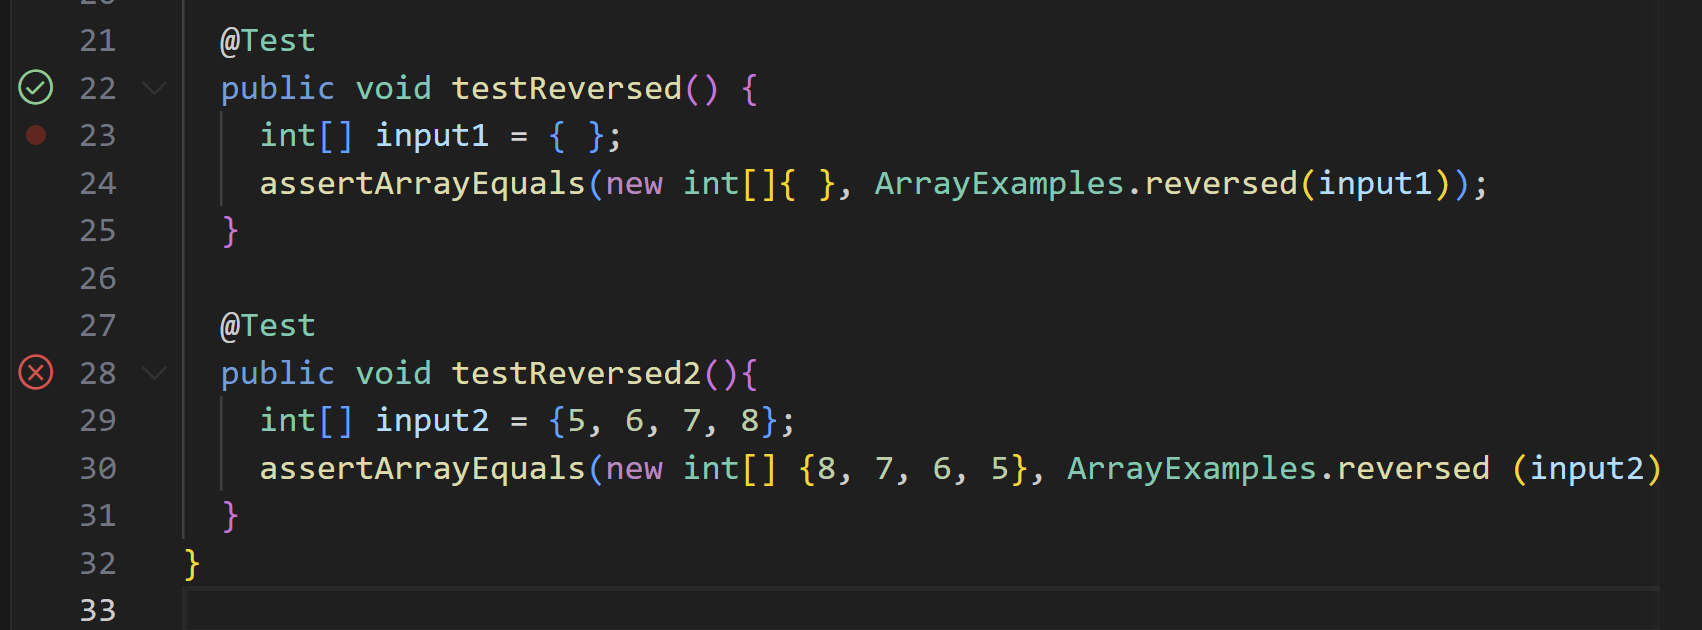 21 @Test
22 public void testReversed() {
23 int[] input1 = { };
24 assertArrayEquals(new int[]{ }, ArrayExamples.reversed(input1));
25 }
26
27 @Test
28 public void testReversed2(){
29 int[] input2 = {5, 6, 7, 8};
30 assertArrayEquals(new int[] {8, 7, 6, 5}, ArrayExamples.reversed (input2)
31 }
32 }
33